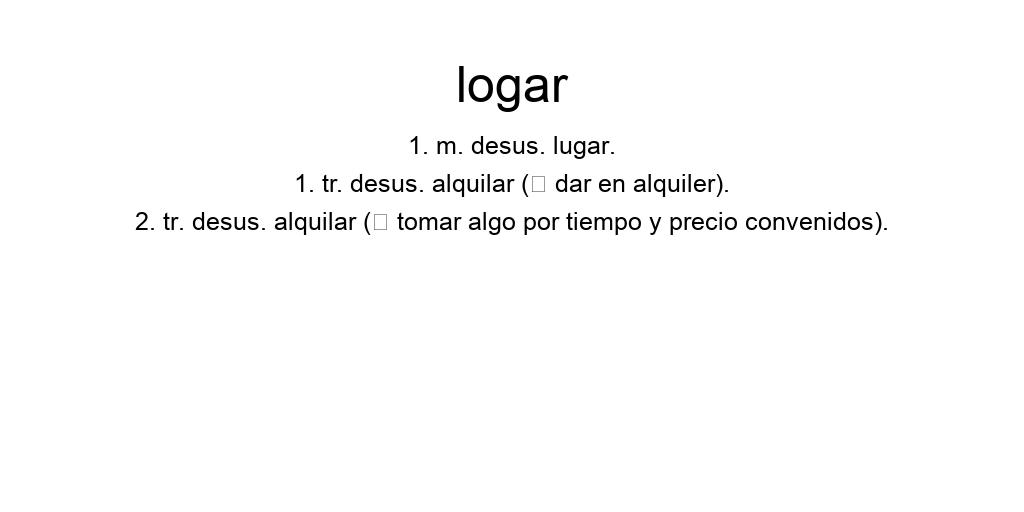 logar
1. m. desus. lugar.
1. tr. desus. alquilar (□ dar en alquiler).
2. tr. desus. alquilar (□ tomar algo por tiempo y precio convenidos).